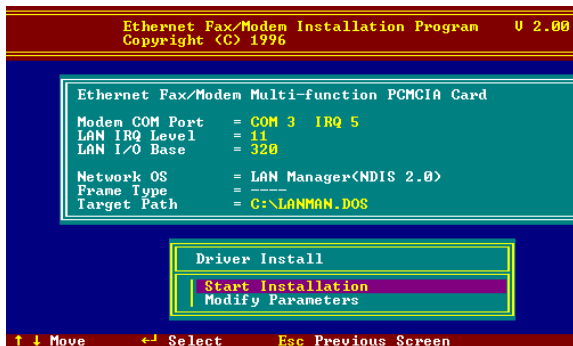 Ethernet Fax/Modem Installation Program V 2.00
Copyright (C) 1996
Ethernet Fax/Modem Multi-function PCMCIA Card
Modem COM Port = COM 3 IRQ 5
LAN IRQ Level = 11
LAN I/O Base = 320
Network OS = LAN Manager(NDIS 2.0)
Frame Type = ----
Target Path = C:\LANMAN.DOS
Driver Install
Start Installation
Modify Parameters
↑ ↓ Move ↵ Select Esc Previous Screen